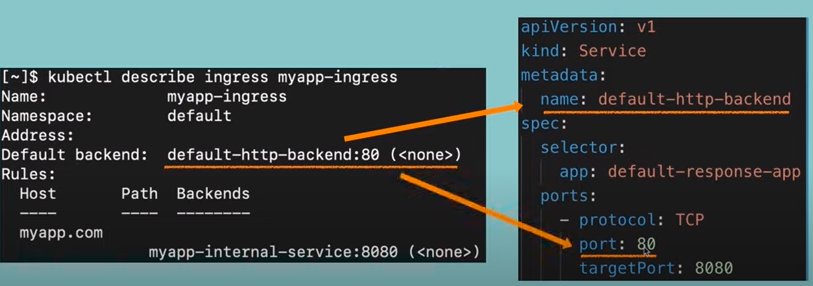 [~]$ kubectl describe ingress myapp-ingress
Name: myapp-ingress
Namespace: default
Address:
Default backend: default-http-backend:80 (<none>)
Rules:
Host Path Backends
---- ---- --------
myapp.com
myapp-internal-service:8080 (<none>)
apiVersion: v1
kind: Service
metadata:
name: default-http-backend
spec:
selector:
app: default-response-app
ports:
- protocol: TCP
port: 80
targetPort: 8080